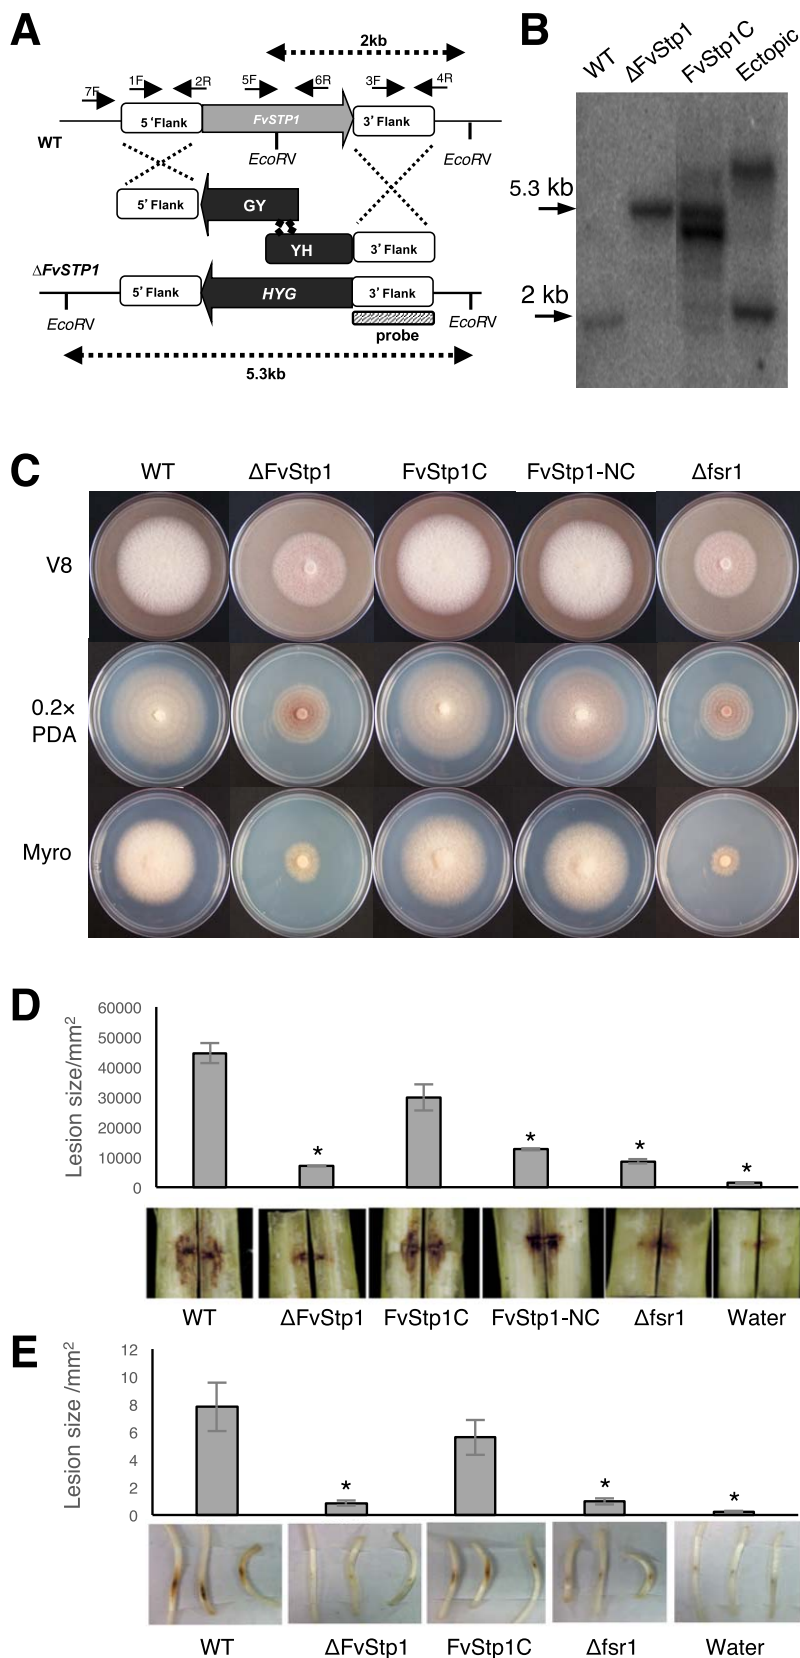 A
2kb
7F 1F 2R 5F 6R 3F 4R
5'Flank FvSTP1 3'Flank
WT
EcoRV EcoRV
5'Flank GY
YH 3'Flank
ΔFvSTP1
5'Flank HYG 3'Flank
EcoRV EcoRV
probe
5.3kb
B
WT ΔFvStp1 FvStp1C Ectopic
5.3 kb
2 kb
C
WT ΔFvStp1 FvStp1C FvStp1-NC Δfsr1
V8
0.2×
PDA
Myro
D
Lesion size/mm2
60000
50000
40000
30000
20000
10000
0
* * * *
WT ΔFvStp1 FvStp1C FvStp1-NC Δfsr1 Water
E
Lesion size /mm2
12
10
8
6
4
2
0
* * *
WT ΔFvStp1 FvStp1C Δfsr1 Water